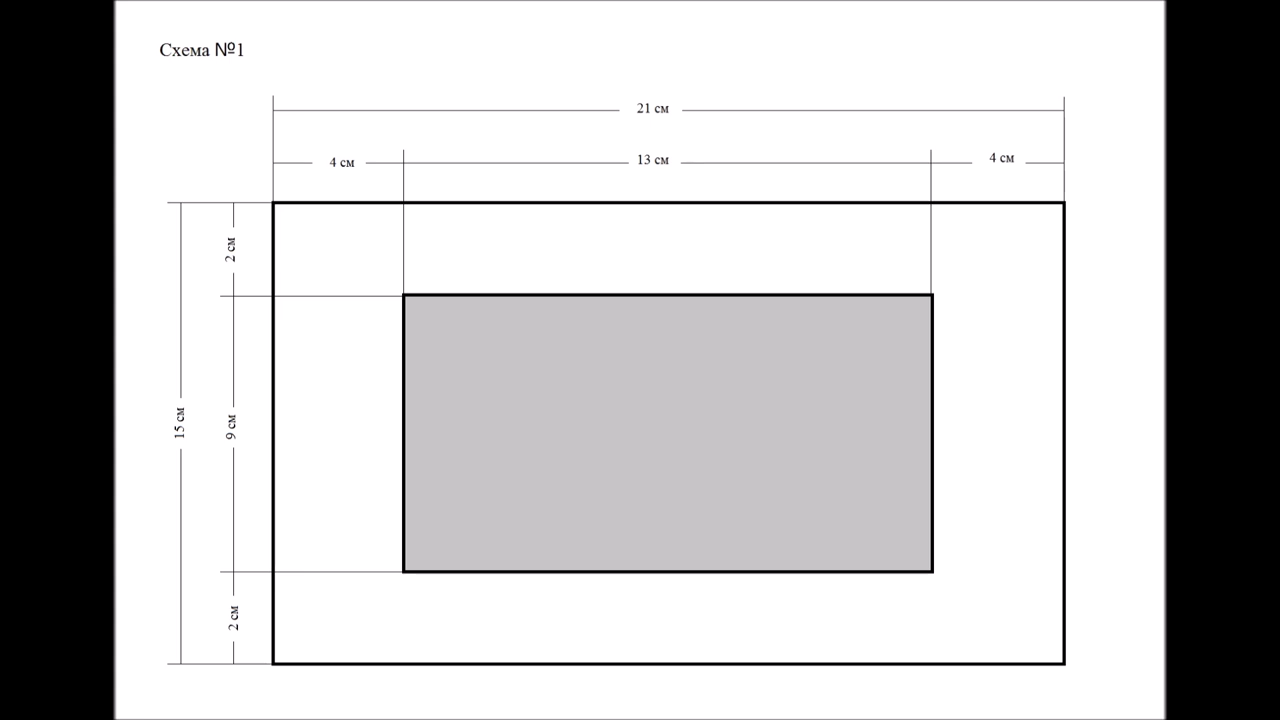 Схема №1
21 см
4 см
13 см
4 см
2 см
15 см
9 см
2 см